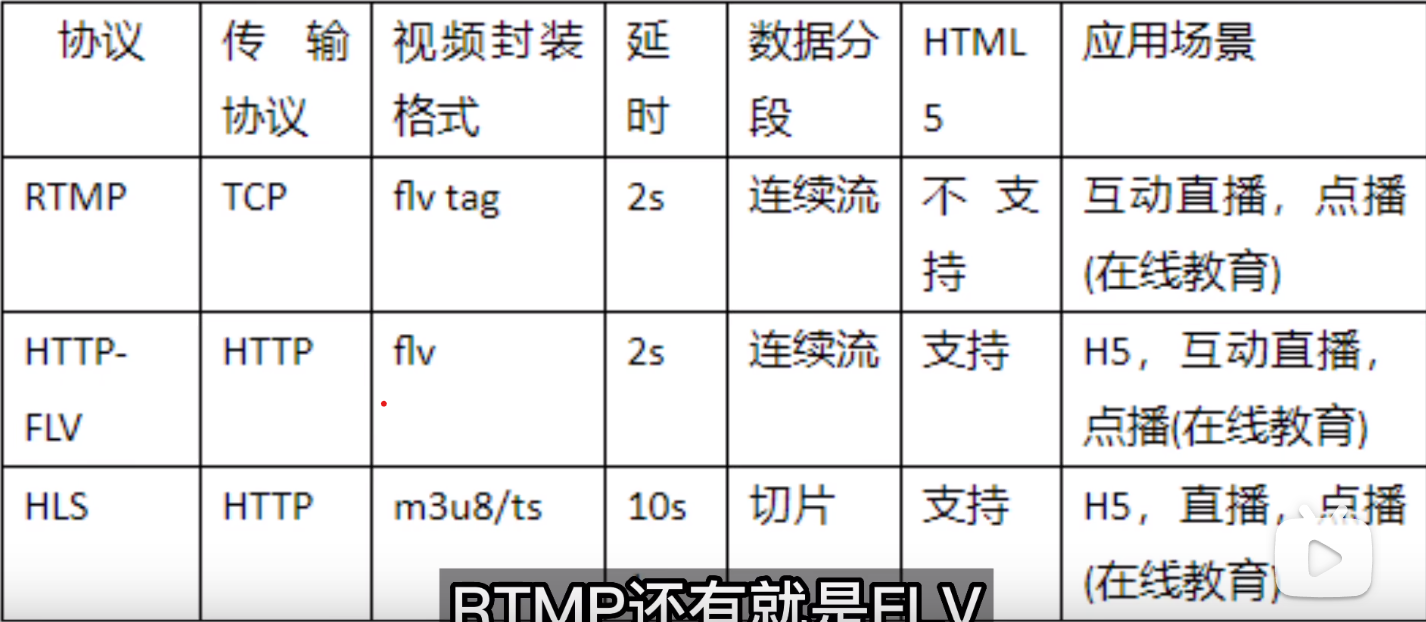 协议 传输协议 视频封装格式 延时 数据分段 HTML5 应用场景
RTMP TCP flv tag 2s 连续流 不支持 互动直播，点播(在线教育)
HTTP-FLV HTTP flv 2s 连续流 支持 H5，互动直播，点播(在线教育)
HLS HTTP m3u8/ts 10s 切片 支持 H5，直播，点播(在线教育)
RTMP还有就是FLV